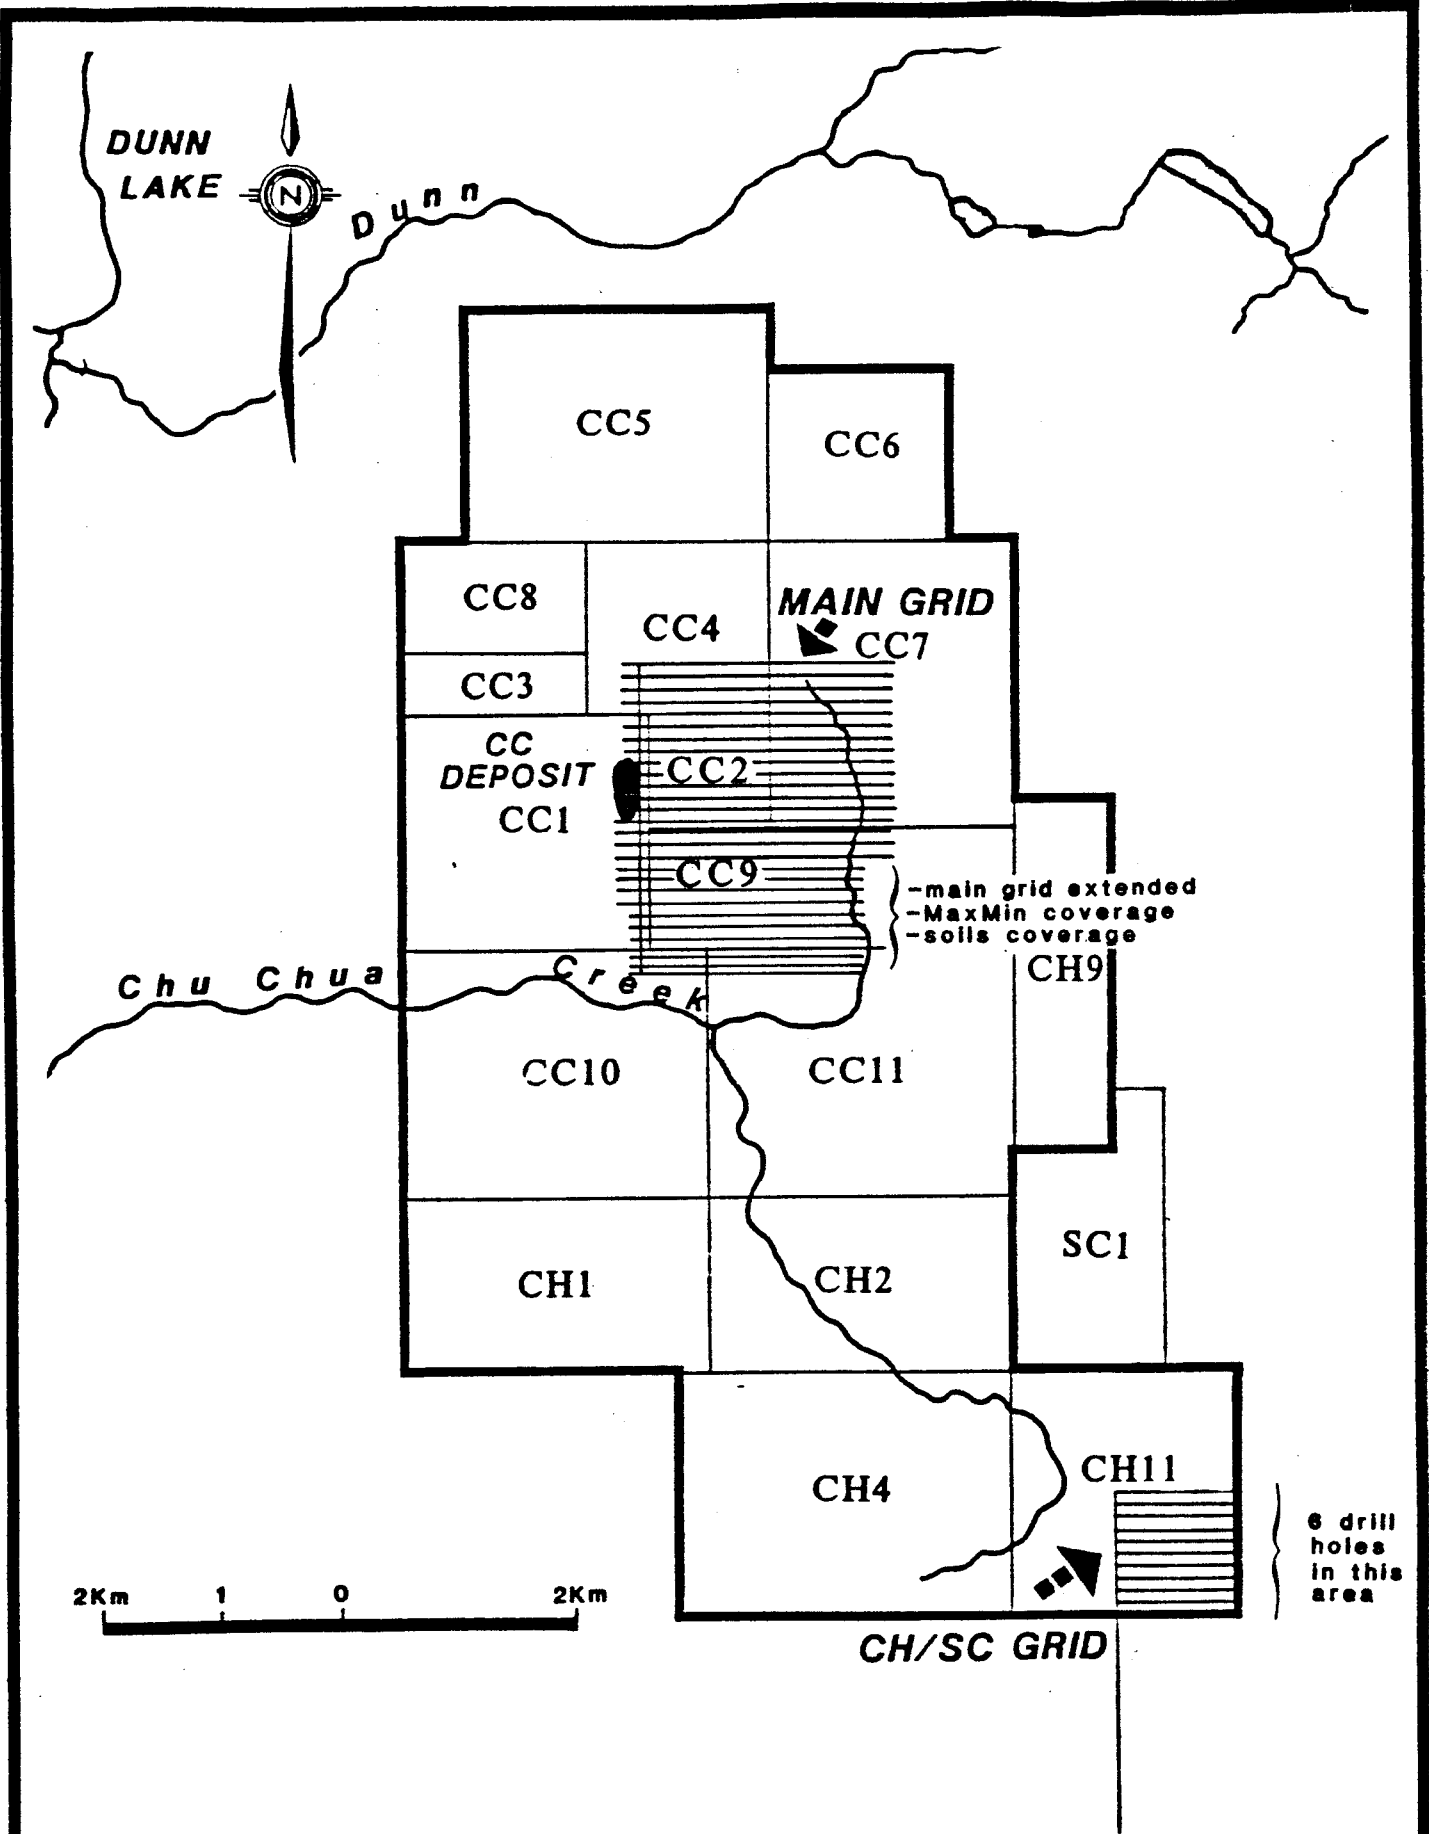 DUNN
LAKE
N
Dunn
CC5
CC6
CC8
CC4
MAIN GRID
CC7
CC3
CC
DEPOSIT
CC2
CC1
CC9
-main grid extended
-MaxMin coverage
-soils coverage
CH9
Chu Chua Creek
CC10
CC11
SC1
CH1
CH2
CH11
CH4
6 drill
holes
in this
area
2Km 1 0 2Km
CH/SC GRID